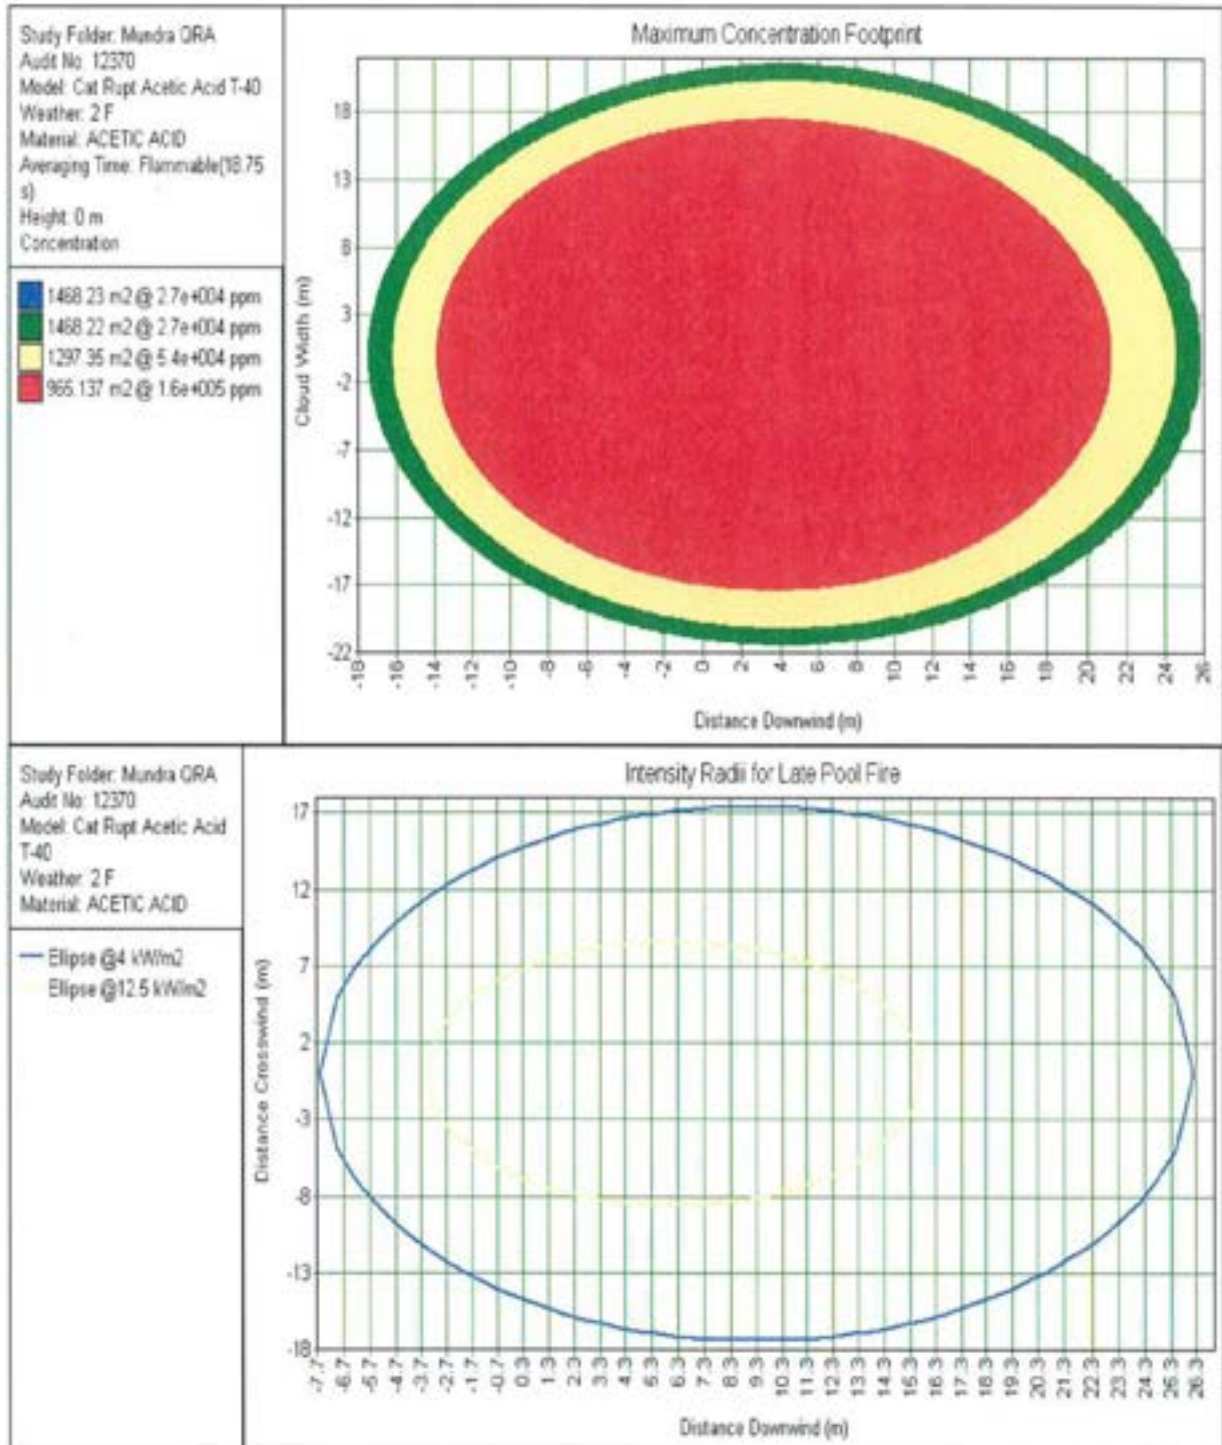 Study Folder: Mundra QRA
Audit No: 12370
Model: Cat Rupt Acetic Acid T-40
Weather: 2 F
Material: ACETIC ACID
Averaging Time: Flammable(18.75
s)
Height: 0 m
Concentration
1468.23 m2 @ 2.7e+004 ppm
1468.22 m2 @ 2.7e+004 ppm
1297.35 m2 @ 5.4e+004 ppm
965.137 m2 @ 1.6e+005 ppm
Maximum Concentration Footprint
Cloud Width (m)
18
13
8
3
-2
-7
-12
-17
-22
-18 -16 -14 -12 -10 -8 -6 -4 -2 0 2 4 6 8 10 12 14 16 18 20 22 24 26
Distance Downwind (m)
Study Folder: Mundra QRA
Audit No: 12370
Model: Cat Rupt Acetic Acid
T-40
Weather: 2 F
Material: ACETIC ACID
Ellipse @4 kW/m2
Ellipse @12.5 kW/m2
Intensity Radii for Late Pool Fire
Distance Crosswind (m)
17
12
7
2
-3
-8
-13
-18
-7.7 -6.7 -5.7 -4.7 -3.7 -2.7 -1.7 -0.7 0.3 1.3 2.3 3.3 4.3 5.3 6.3 7.3 8.3 9.3 10.3 11.3 12.3 13.3 14.3 15.3 16.3 17.3 18.3 19.3 20.3 21.3 22.3 23.3 24.3 25.3 26.3
Distance Downwind (m)